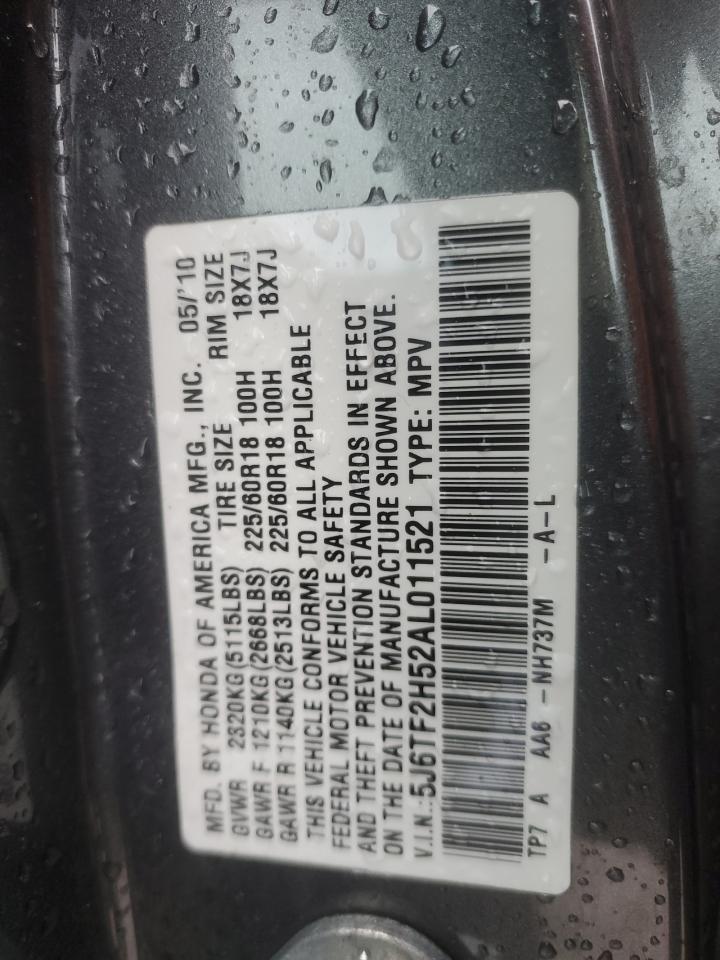 MFD. BY HONDA OF AMERICA MFG., INC. 05/'10
GVWR 2320KG(5115LBS) TIRE SIZE RIM SIZE
GAWR F 1210KG(2668LBS) 225/60R18 100H 18X7J
GAWR R 1140KG(2513LBS) 225/60R18 100H 18X7J
THIS VEHICLE CONFORMS TO ALL APPLICABLE
FEDERAL MOTOR VEHICLE SAFETY
AND THEFT PREVENTION STANDARDS IN EFFECT
ON THE DATE OF MANUFACTURE SHOWN ABOVE.
V.I.N.:5J6TF2H52AL011521 TYPE: MPV
TP7 A AA6 -NH737M -A-L